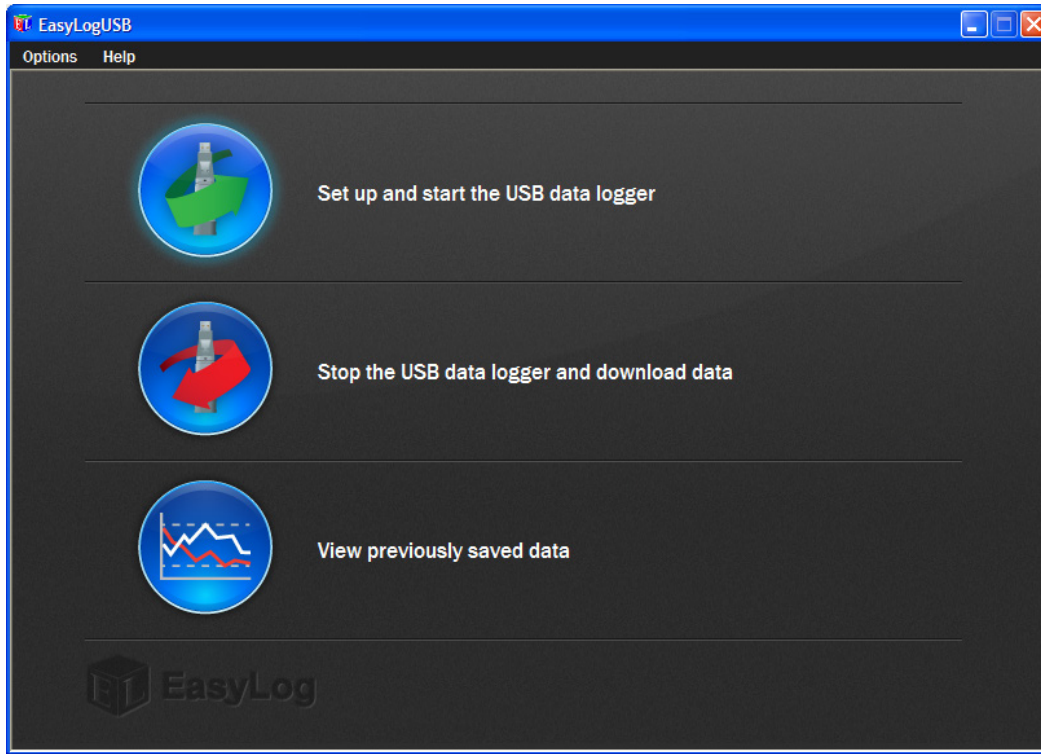 EasyLogUSB
Options Help
Set up and start the USB data logger
Stop the USB data logger and download data
View previously saved data
EL EasyLog